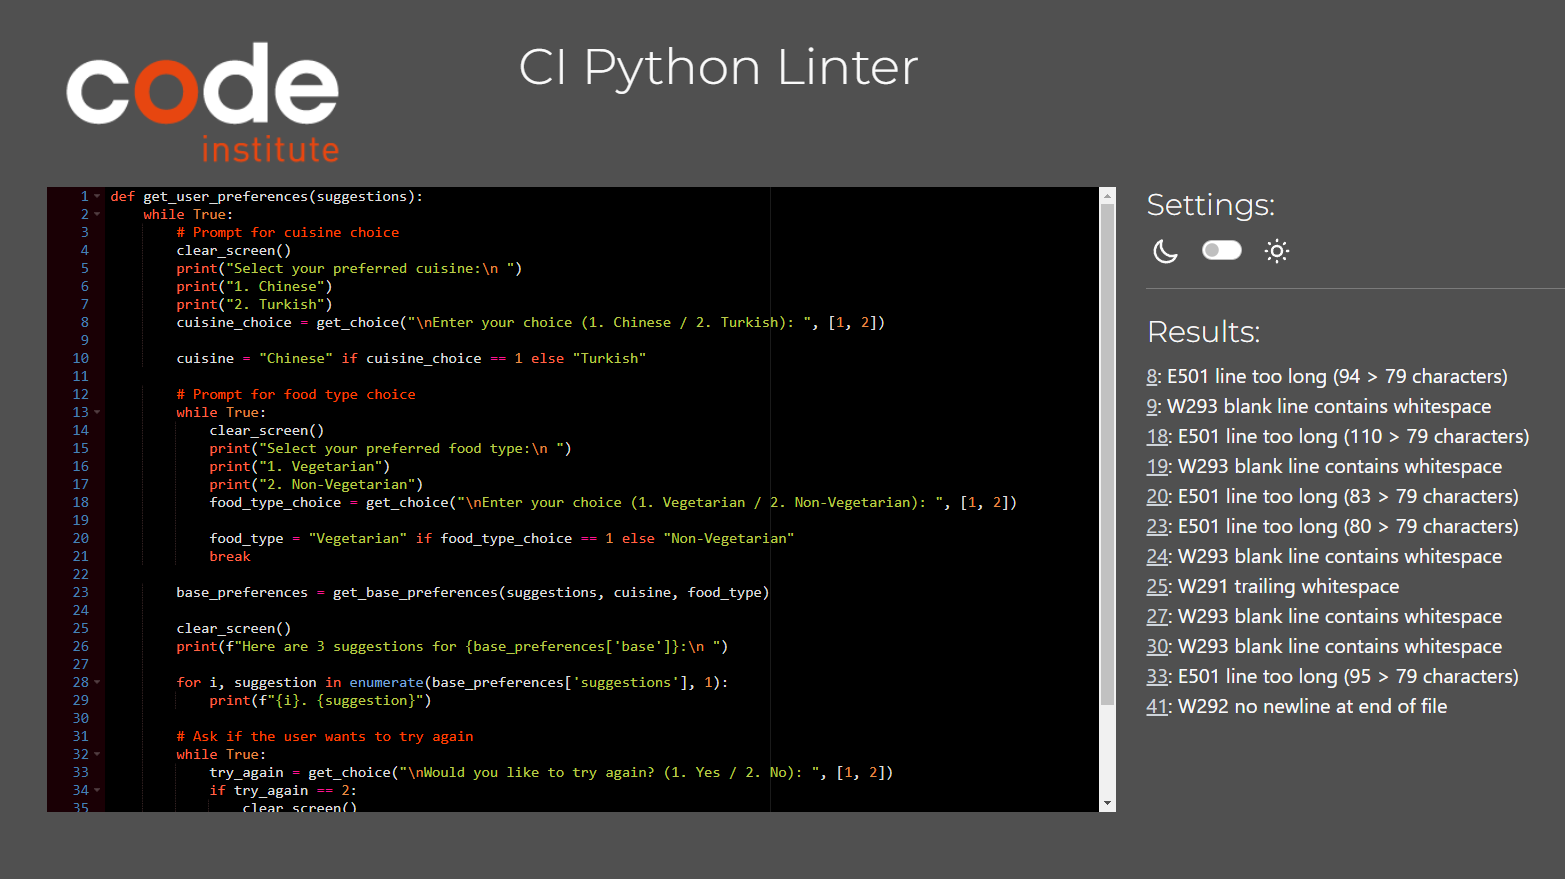 code
institute
CI Python Linter
1 def get_user_preferences(suggestions):
2 while True:
3 # Prompt for cuisine choice
4 clear_screen()
5 print("Select your preferred cuisine:\n ")
6 print("1. Chinese")
7 print("2. Turkish")
8 cuisine_choice = get_choice("\nEnter your choice (1. Chinese / 2. Turkish): ", [1, 2])
9
10 cuisine = "Chinese" if cuisine_choice == 1 else "Turkish"
11
12 # Prompt for food type choice
13 while True:
14 clear_screen()
15 print("Select your preferred food type:\n ")
16 print("1. Vegetarian")
17 print("2. Non-Vegetarian")
18 food_type_choice = get_choice("\nEnter your choice (1. Vegetarian / 2. Non-Vegetarian): ", [1, 2])
19
20 food_type = "Vegetarian" if food_type_choice == 1 else "Non-Vegetarian"
21 break
22
23 base_preferences = get_base_preferences(suggestions, cuisine, food_type)
24
25 clear_screen()
26 print(f"Here are 3 suggestions for {base_preferences['base']}:\n ")
27
28 for i, suggestion in enumerate(base_preferences['suggestions'], 1):
29 print(f"{i}. {suggestion}")
30
31 # Ask if the user wants to try again
32 while True:
33 try_again = get_choice("\nWould you like to try again? (1. Yes / 2. No): ", [1, 2])
34 if try_again == 2:
35 clear_screen()
Settings:
Results:
8: E501 line too long (94 > 79 characters)
9: W293 blank line contains whitespace
18: E501 line too long (110 > 79 characters)
19: W293 blank line contains whitespace
20: E501 line too long (83 > 79 characters)
23: E501 line too long (80 > 79 characters)
24: W293 blank line contains whitespace
25: W291 trailing whitespace
27: W293 blank line contains whitespace
30: W293 blank line contains whitespace
33: E501 line too long (95 > 79 characters)
41: W292 no newline at end of file